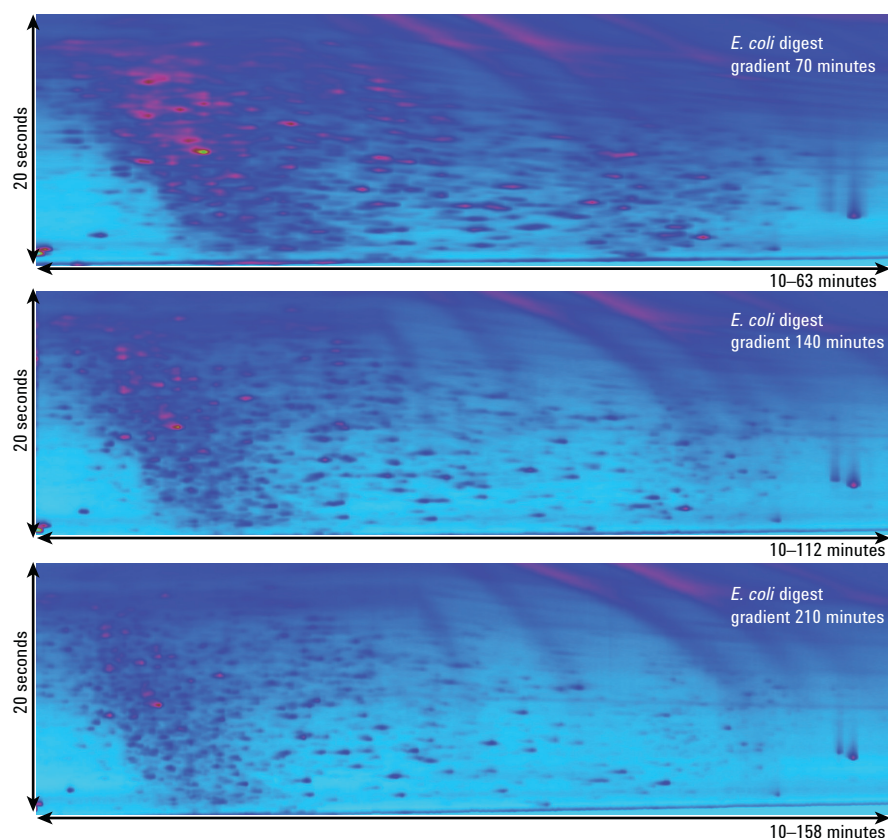 E. coli digest
gradient 70 minutes
20 seconds
10–63 minutes
E. coli digest
gradient 140 minutes
20 seconds
10–112 minutes
E. coli digest
gradient 210 minutes
20 seconds
10–158 minutes